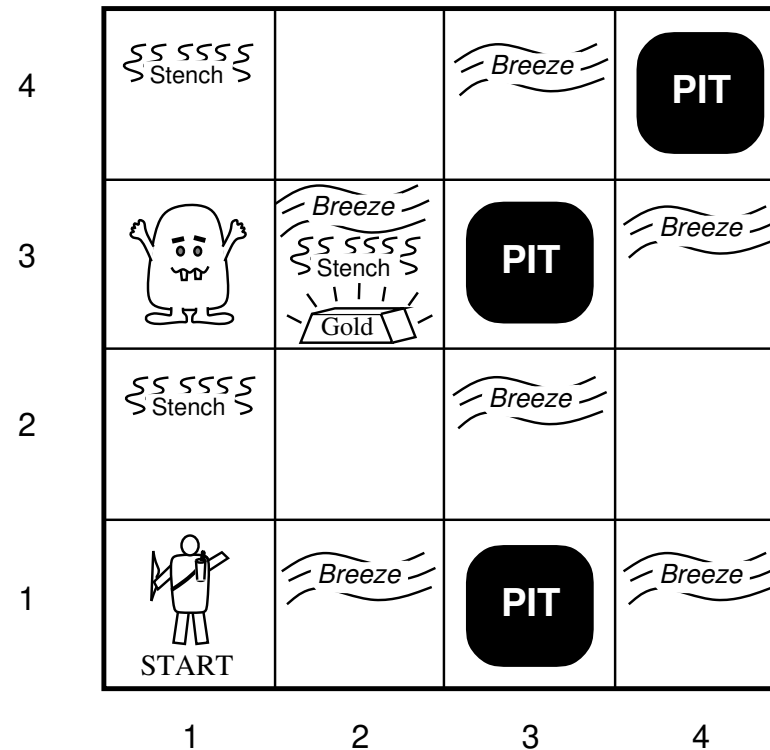 4
Stench
Breeze
PIT
3
Breeze
Stench
Gold
PIT
Breeze
2
Stench
Breeze
1
START
Breeze
PIT
Breeze
1 2 3 4